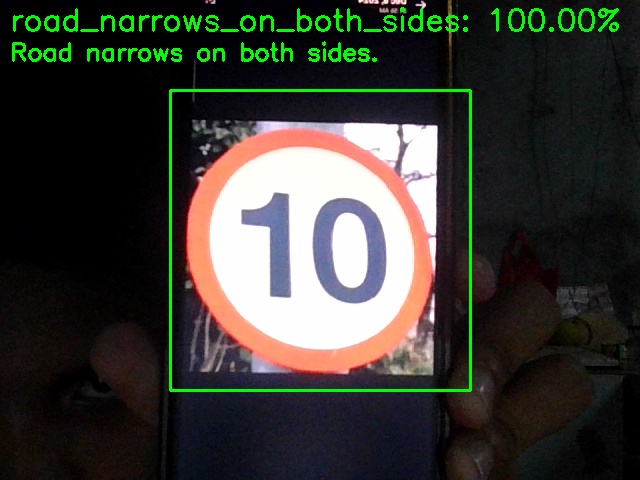 road_narrows_on_both_sides: 100.00%
Road narrows on both sides.
10